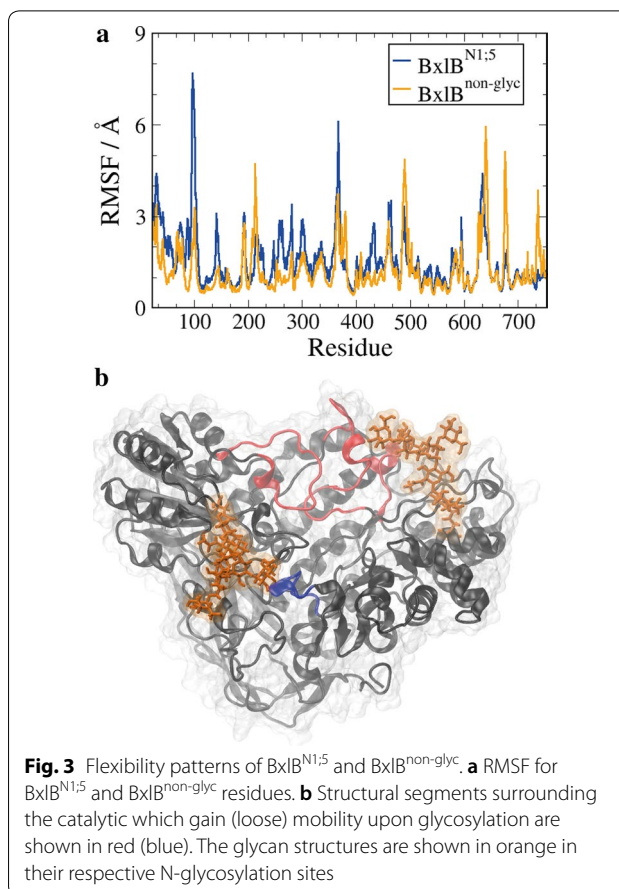 a
9
6
3
0
RMSF / Å
BxlB^N1;5
BxlB^non-glyc
100 200 300 400 500 600 700
Residue
b
Fig. 3 Flexibility patterns of BxlB^N1;5 and BxlB^non-glyc. a RMSF for
BxlB^N1;5 and BxlB^non-glyc residues. b Structural segments surrounding
the catalytic which gain (loose) mobility upon glycosylation are
shown in red (blue). The glycan structures are shown in orange in
their respective N-glycosylation sites